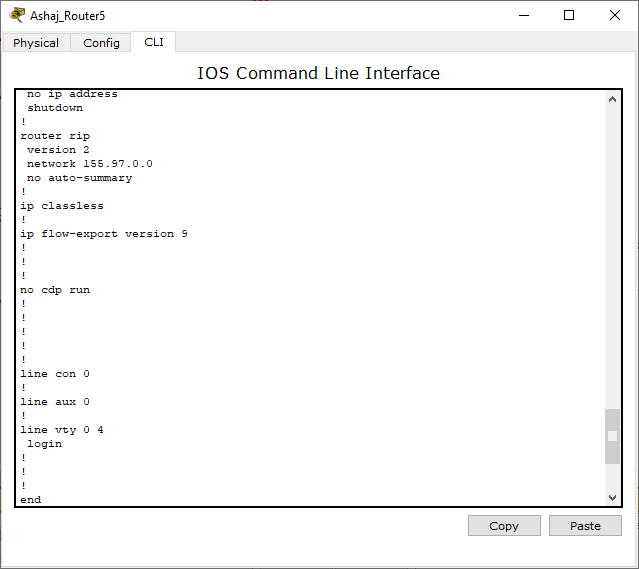 Ashaj_Router5
Physical Config CLI
IOS Command Line Interface
no ip address
shutdown
!
router rip
version 2
network 155.97.0.0
no auto-summary
!
ip classless
!
ip flow-export version 9
!
!
!
no cdp run
!
!
!
!
!
line con 0
!
line aux 0
!
line vty 0 4
login
!
!
!
end
Copy Paste